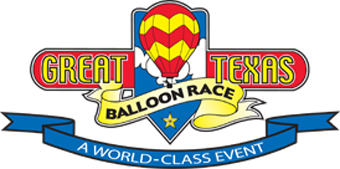 GREAT TEXAS
BALLOON RACE
A WORLD-CLASS EVENT